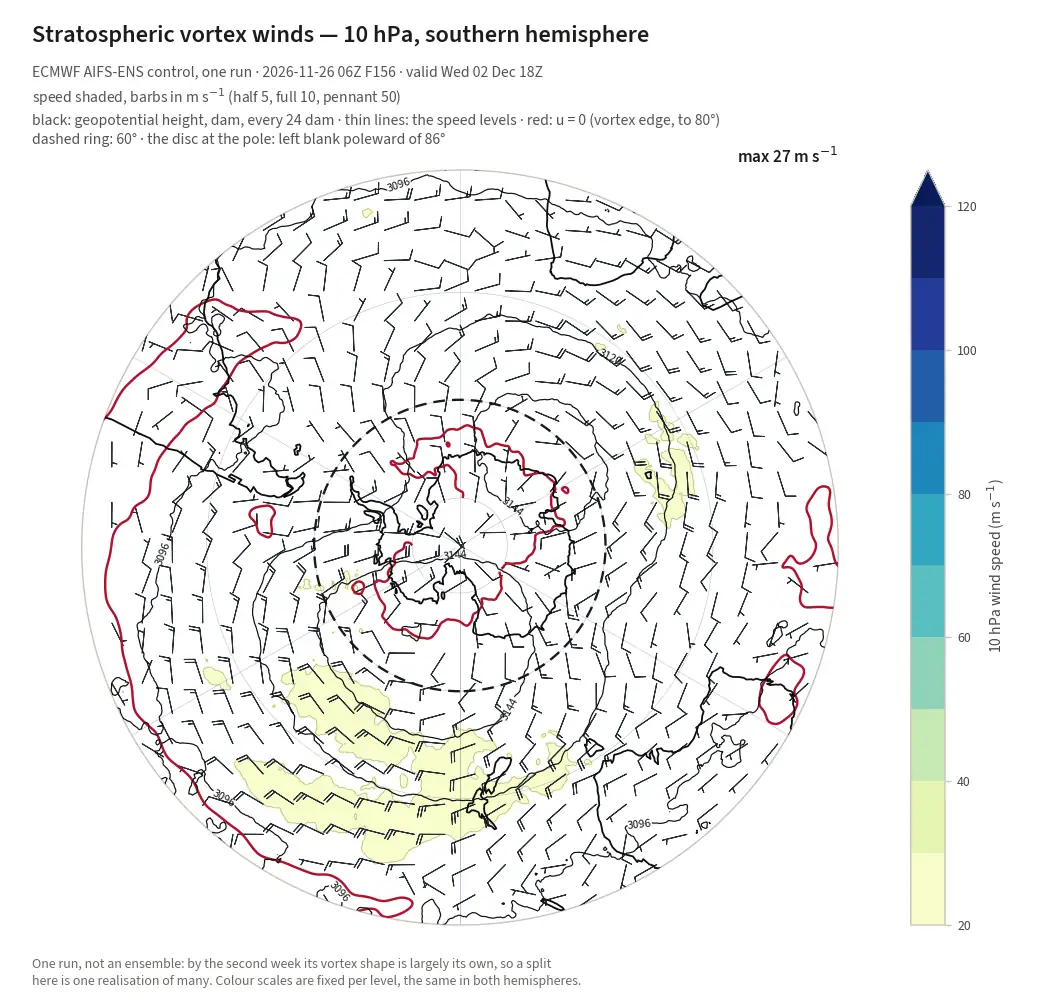 Stratospheric vortex winds — 10 hPa, southern hemisphere
ECMWF AIFS-ENS control, one run · 2026-11-26 06Z F156 · valid Wed 02 Dec 18Z
speed shaded, barbs in m s⁻¹ (half 5, full 10, pennant 50)
black: geopotential height, dam, every 24 dam · thin lines: the speed levels · red: u = 0 (vortex edge, to 80°)
dashed ring: 60° · the disc at the pole: left blank poleward of 86°
max 27 m s⁻¹
3096
3120
3144
3144
3096
3144
3096
3096
3096
120
100
80
60
40
20
10 hPa wind speed (m s⁻¹)
One run, not an ensemble: by the second week its vortex shape is largely its own, so a split
here is one realisation of many. Colour scales are fixed per level, the same in both hemispheres.